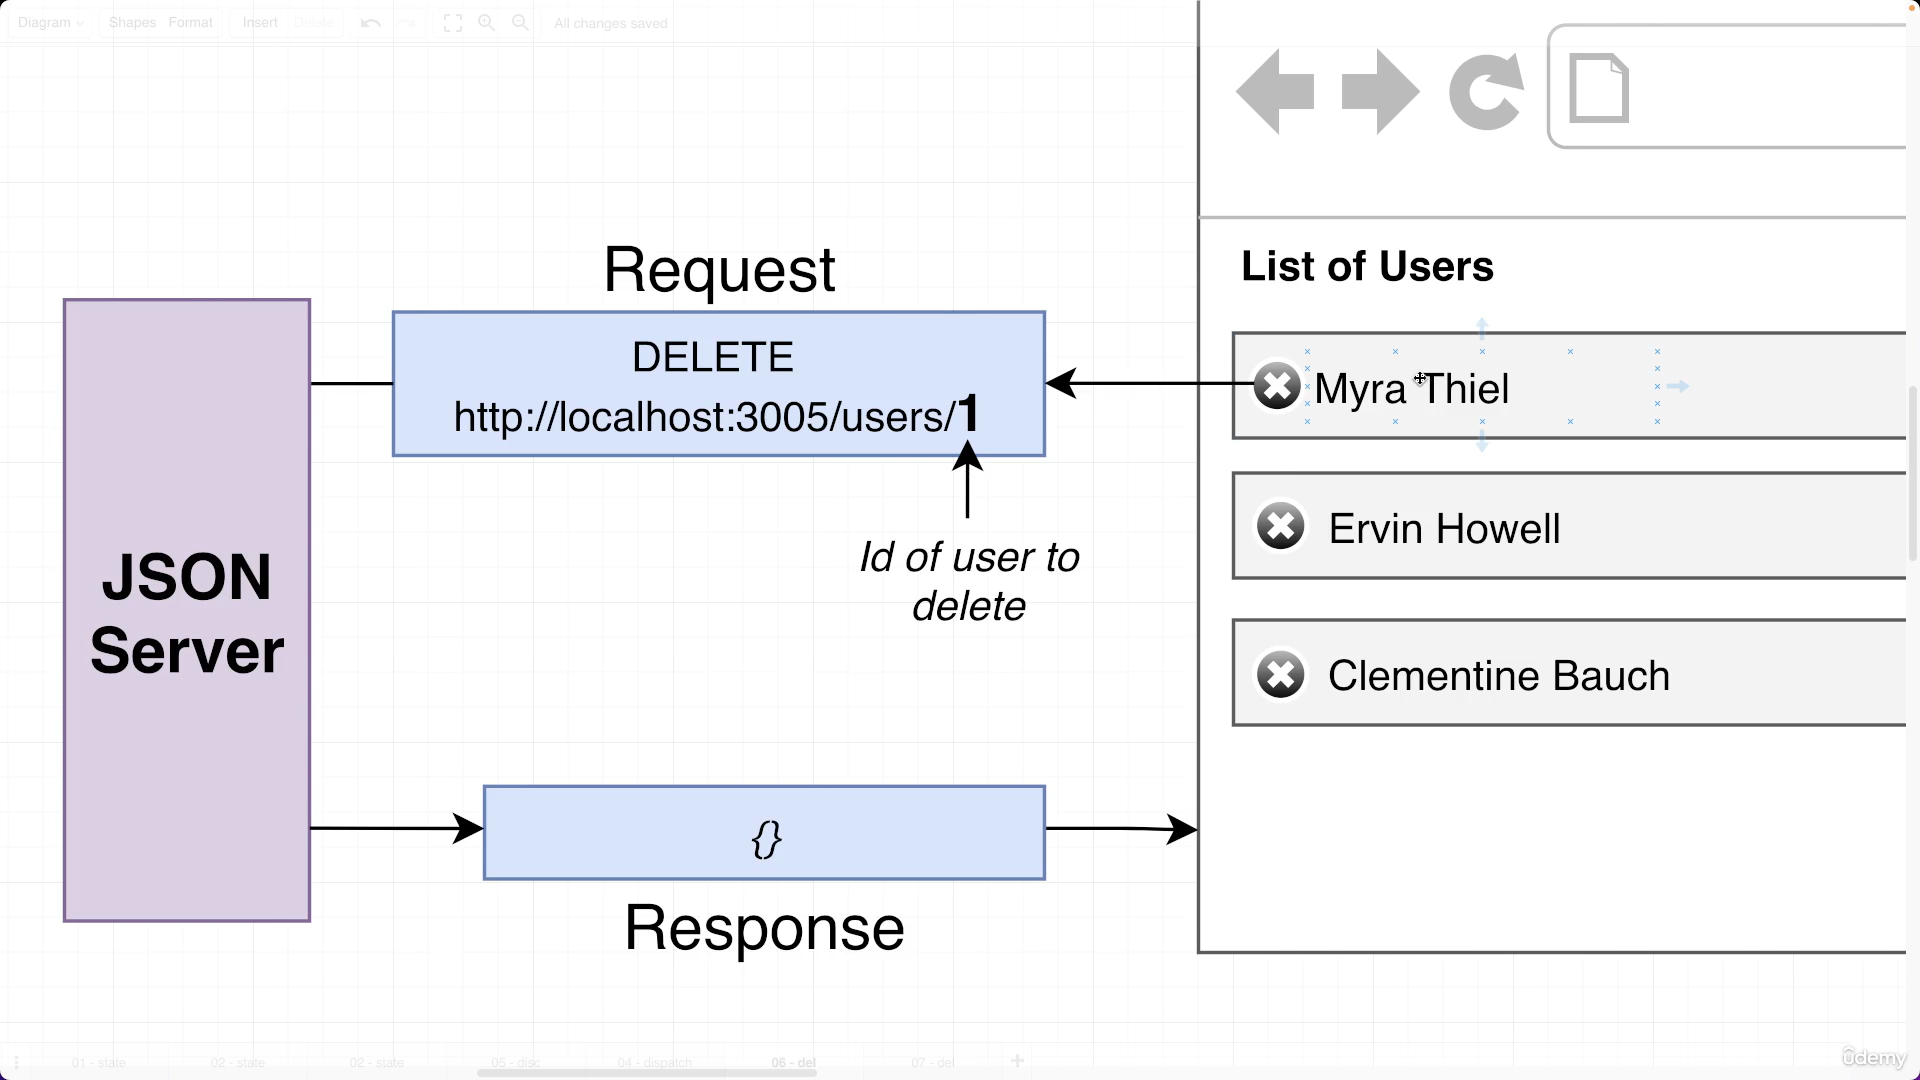 Diagram
Shapes
Format
Insert
Delete
All changes saved
Request
DELETE
http://localhost:3005/users/1
Id of user to
delete
JSON
Server
{}
Response
List of Users
Myra Thiel
Ervin Howell
Clementine Bauch
01 - state
02 - state
02 - state
05 - disc
04 - dispatch
06 - del
07 - del
ûdemy